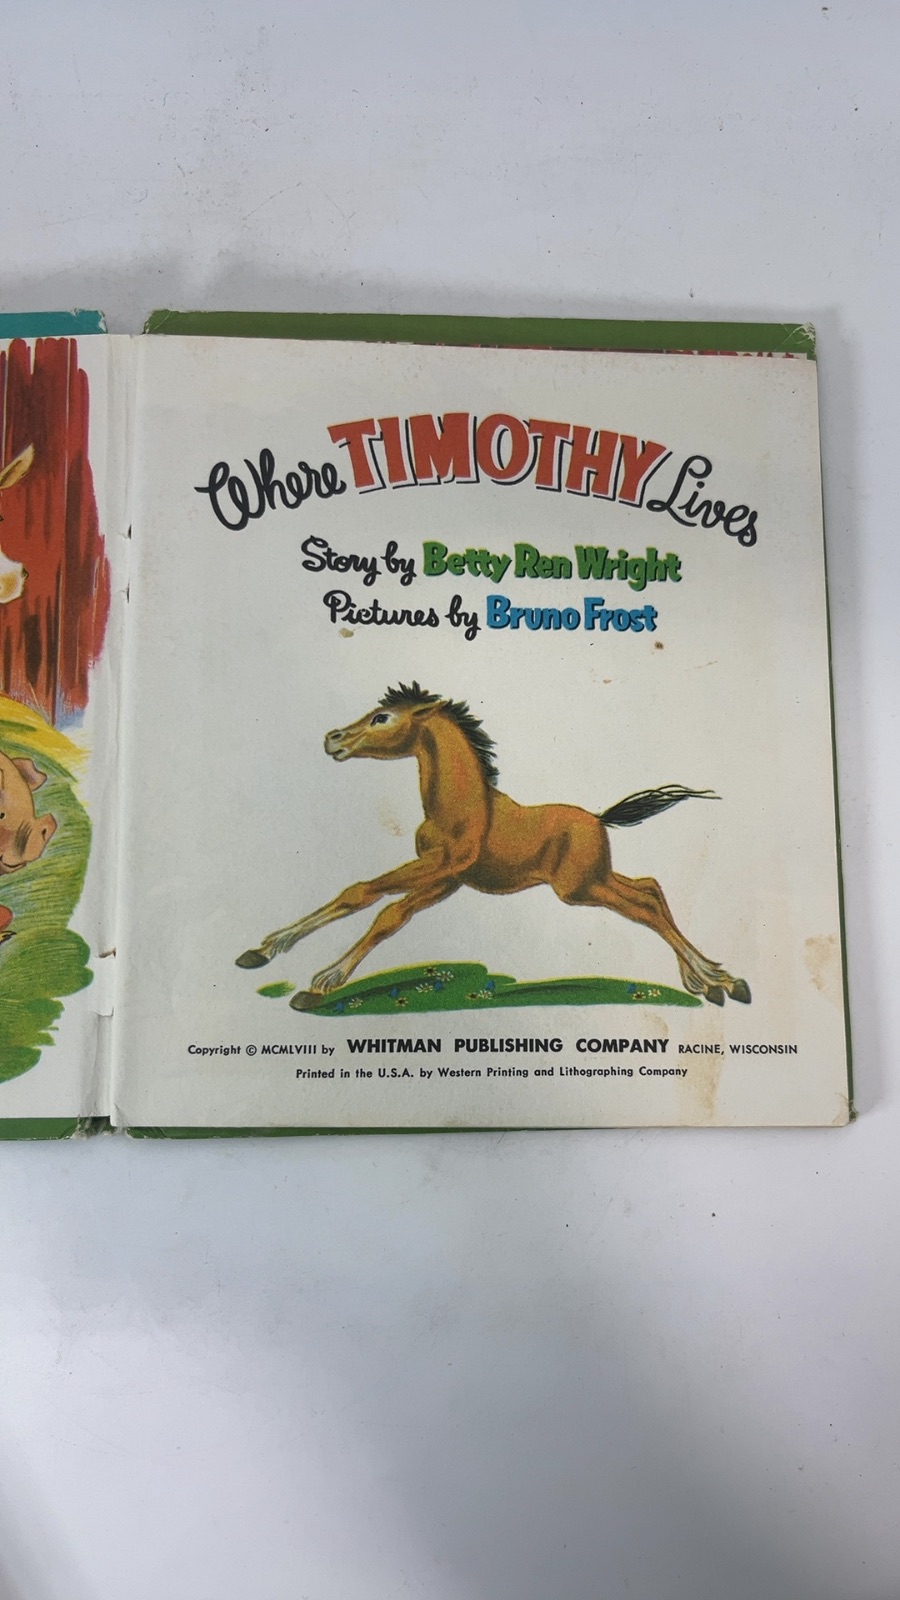 Where TIMOTHY Lives
Story by Betty Ren Wright
Pictures by Bruno Frost
Copyright © MCMLVIII by WHITMAN PUBLISHING COMPANY RACINE, WISCONSIN
Printed in the U.S.A. by Western Printing and Lithographing Company